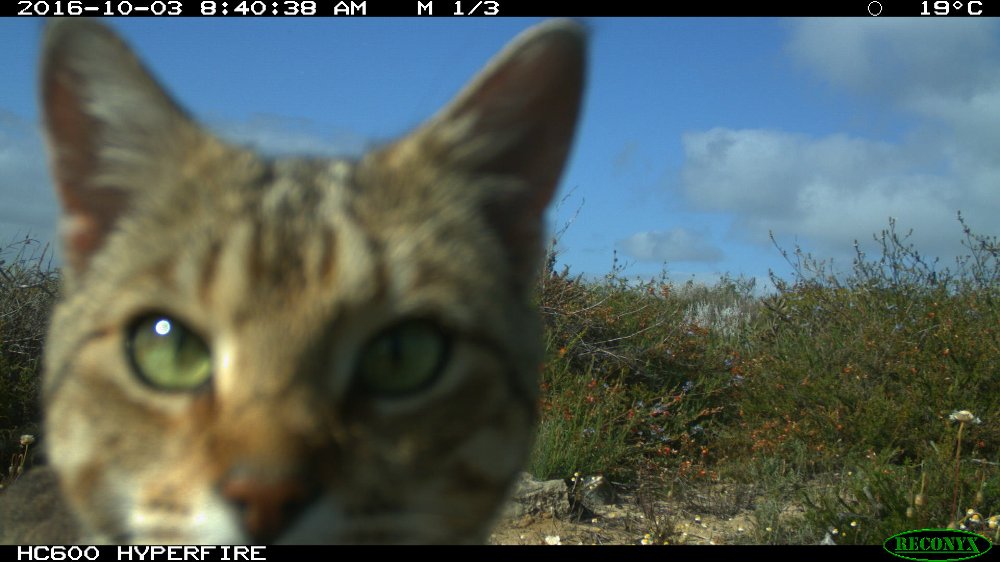 2016-10-03 8:40:38 AM M 1/3 19°C
HC600 HYPERFIRE
RECONYX